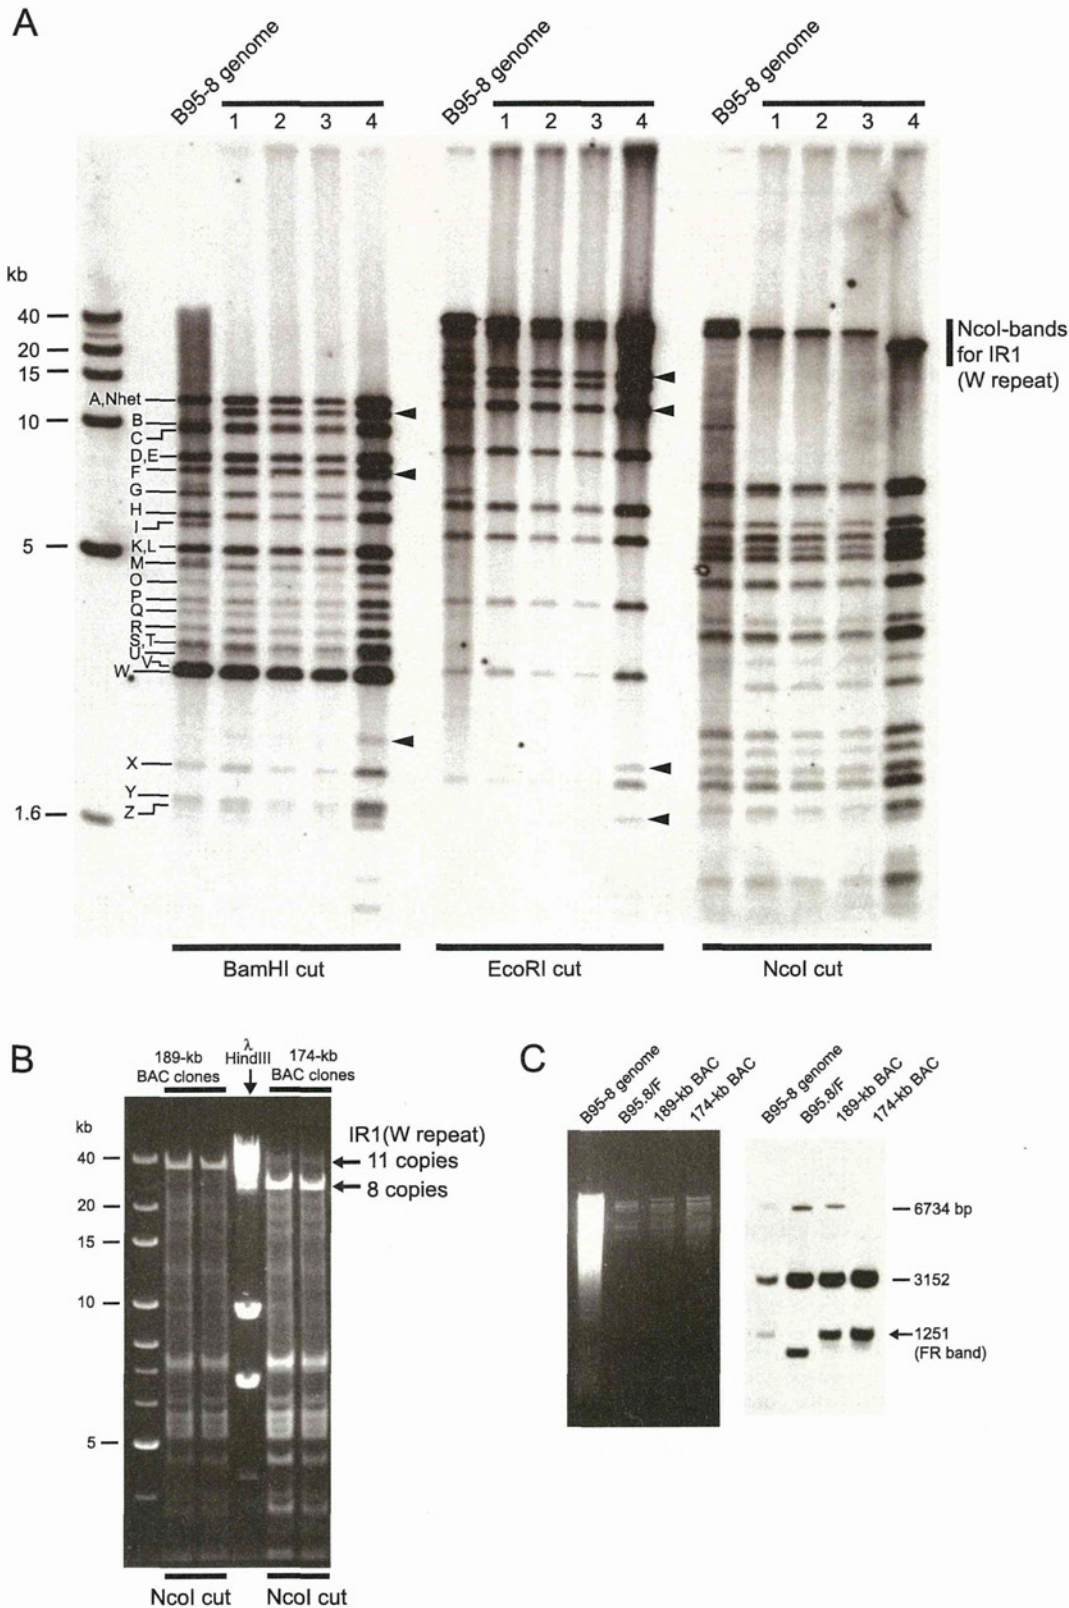 A
B95-8 genome
1 2 3 4
B95-8 genome
1 2 3 4
B95-8 genome
1 2 3 4
kb
40
20
15
10
5
1.6
A,Nhet
B
C
D,E
F
G
H
I
K,L
M
O
P
Q
R
S,T
U
V
W
X
Y
Z
NcoI-bands
for IR1
(W repeat)
BamHI cut
EcoRI cut
NcoI cut
B
189-kb
BAC clones
λ
HindIII
174-kb
BAC clones
kb
40
20
15
10
5
IR1(W repeat)
11 copies
8 copies
NcoI cut
NcoI cut
C
B95-8 genome
B95.8/F
189-kb BAC
174-kb BAC
B95-8 genome
B95.8/F
189-kb BAC
174-kb BAC
6734 bp
3152
1251
(FR band)